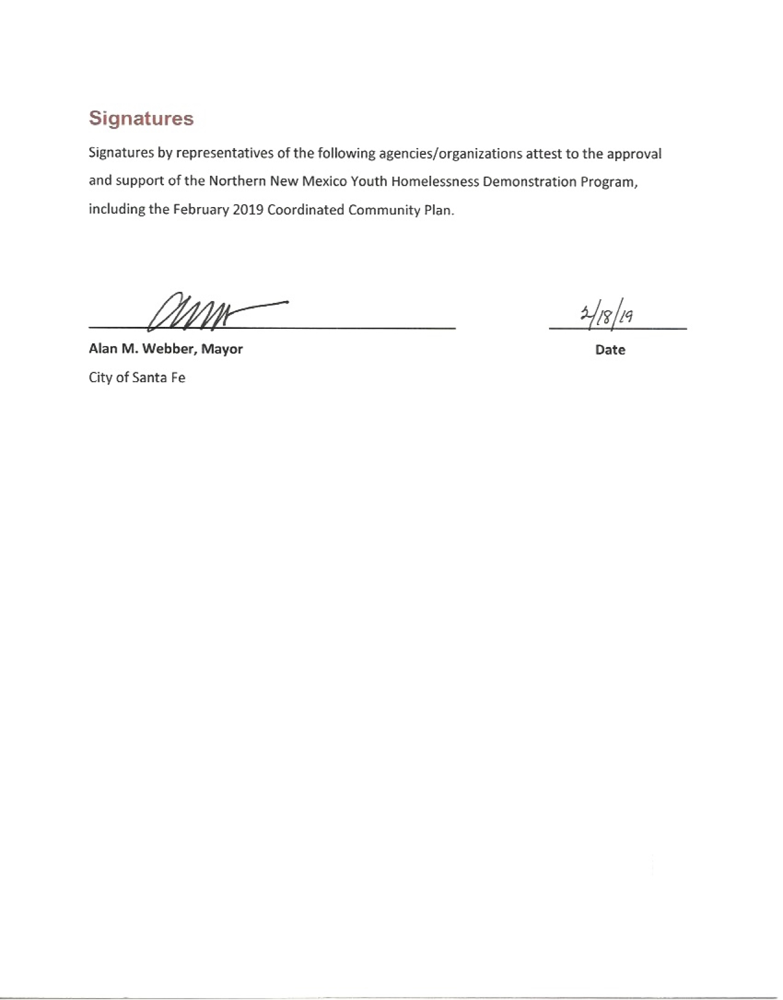 Signatures
Signatures by representatives of the following agencies/organizations attest to the approval
and support of the Northern New Mexico Youth Homelessness Demonstration Program,
including the February 2019 Coordinated Community Plan.
2/18/19
Alan M. Webber, Mayor
Date
City of Santa Fe